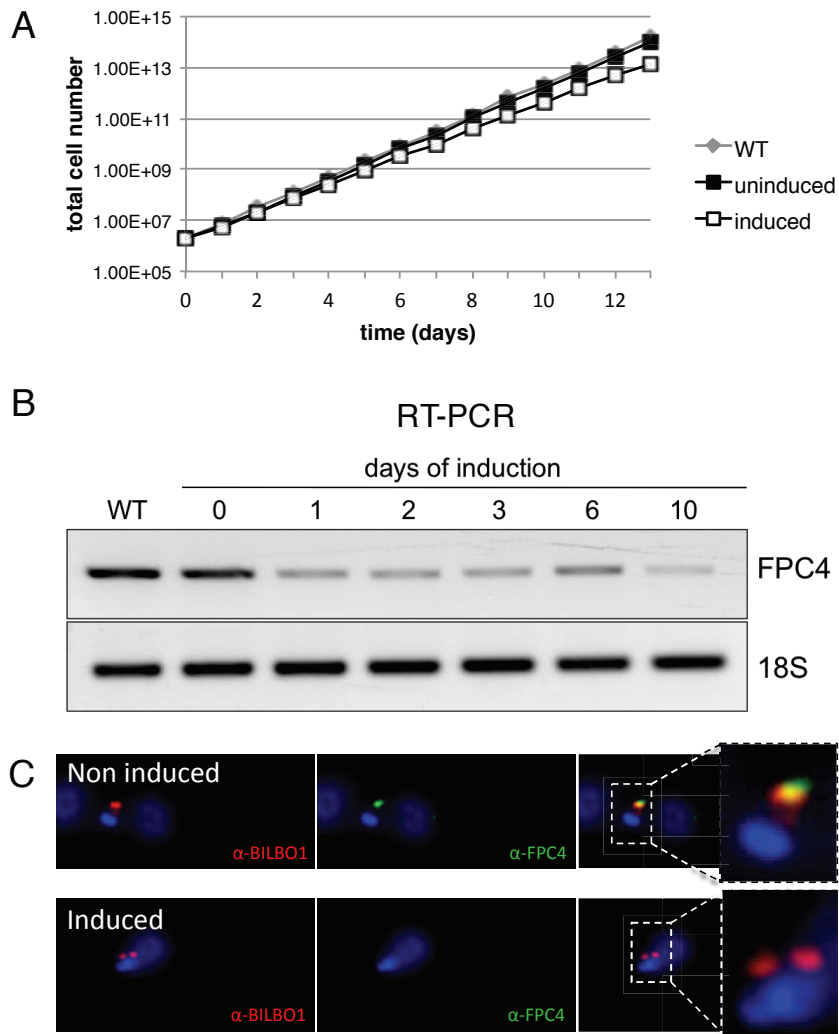 A
1.00E+15
1.00E+13
1.00E+11
1.00E+09
1.00E+07
1.00E+05
total cell number
0 2 4 6 8 10 12
time (days)
WT
uninduced
induced
B
RT-PCR
days of induction
WT 0 1 2 3 6 10
FPC4
18S
C
Non induced
α-BILBO1
α-FPC4
Induced
α-BILBO1
α-FPC4